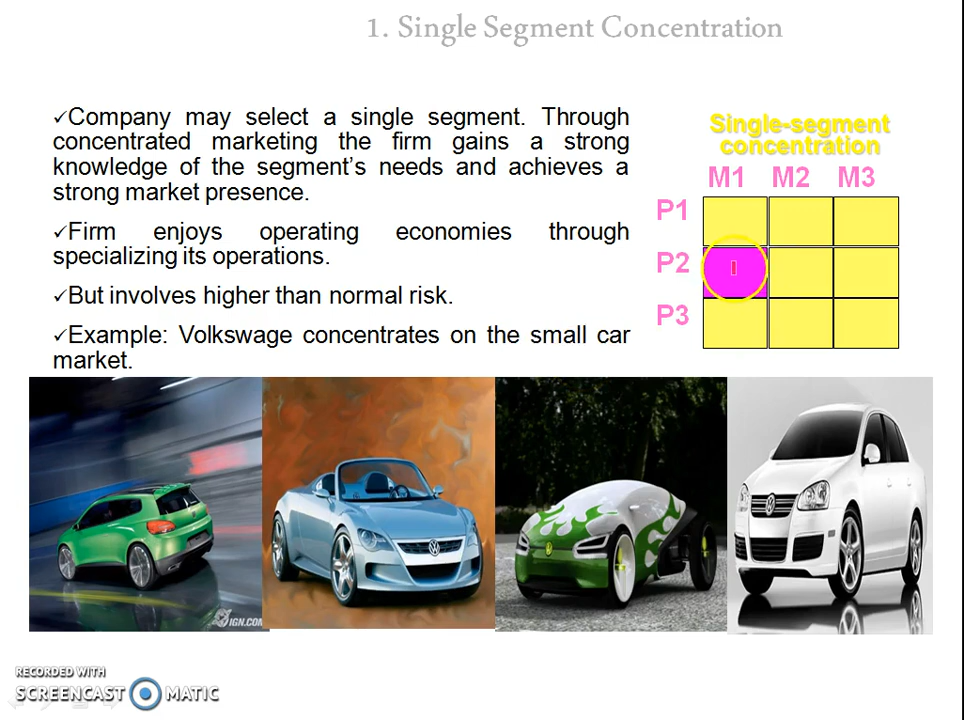 1. Single Segment Concentration
✓Company may select a single segment. Through
concentrated marketing the firm gains a strong
knowledge of the segment's needs and achieves a
strong market presence.
✓Firm enjoys operating economies through
specializing its operations.
✓But involves higher than normal risk.
✓Example: Volkswage concentrates on the small car
market.
Single-segment
concentration
M1 M2 M3
P1
P2
P3
IGN.COM
RECORDED WITH
SCREENCAST MATIC